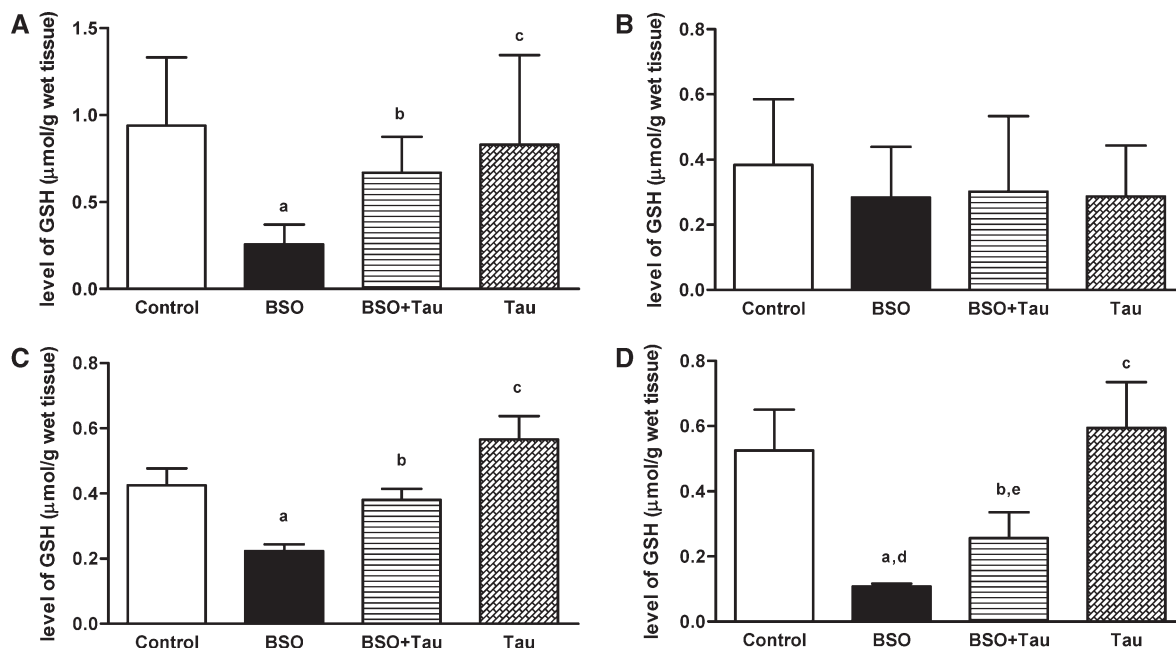 A
level of GSH (µmol/g wet tissue)
1.5
1.0
0.5
0.0
a
b
c
Control BSO BSO+Tau Tau
B
level of GSH (µmol/g wet tissue)
0.8
0.6
0.4
0.2
0.0
Control BSO BSO+Tau Tau
C
level of GSH (µmol/g wet tissue)
0.8
0.6
0.4
0.2
0.0
a
b
c
Control BSO BSO+Tau Tau
D
level of GSH (µmol/g wet tissue)
0.8
0.6
0.4
0.2
0.0
a,d
b,e
c
Control BSO BSO+Tau Tau